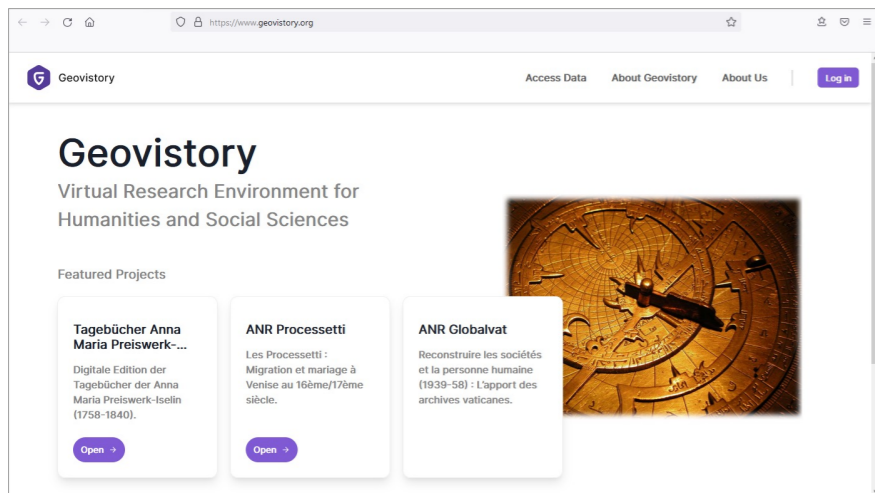 https://www.geovistory.org
Geovistory
Access Data
About Geovistory
About Us
Log in
Geovistory
Virtual Research Environment for
Humanities and Social Sciences
Featured Projects
Tagebücher Anna
Maria Preiswerk-...
Digitale Edition der
Tagebücher der Anna
Maria Preiswerk-Iselin
(1758-1840).
Open →
ANR Processetti
Les Processetti :
Migration et mariage à
Venise au 16ème/17ème
siècle.
Open →
ANR Globalvat
Reconstruire les sociétés
et la personne humaine
(1939-58) : L'apport des
archives vaticanes.